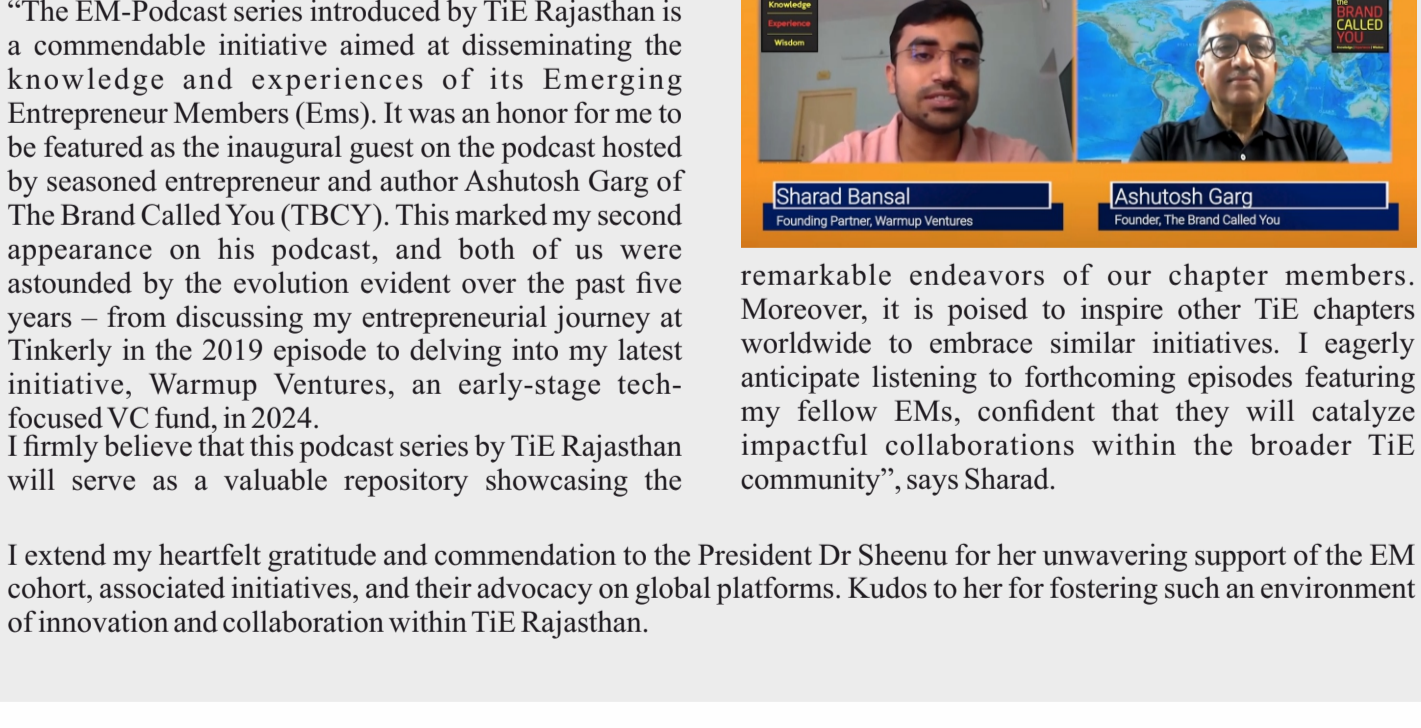 “The EM-Podcast series introduced by TiE Rajasthan is
a commendable initiative aimed at disseminating the
knowledge and experiences of its Emerging
Entrepreneur Members (Ems). It was an honor for me to
be featured as the inaugural guest on the podcast hosted
by seasoned entrepreneur and author Ashutosh Garg of
The Brand Called You (TBCY). This marked my second
appearance on his podcast, and both of us were
astounded by the evolution evident over the past five
years – from discussing my entrepreneurial journey at
Tinkerly in the 2019 episode to delving into my latest
initiative, Warmup Ventures, an early-stage tech-
focused VC fund, in 2024.
I firmly believe that this podcast series by TiE Rajasthan
will serve as a valuable repository showcasing the
Knowledge
Experience
Wisdom
the
BRAND
CALLED
YOU
Knowledge Experience Wisdom
Sharad Bansal
Founding Partner, Warmup Ventures
Ashutosh Garg
Founder, The Brand Called You
remarkable endeavors of our chapter members.
Moreover, it is poised to inspire other TiE chapters
worldwide to embrace similar initiatives. I eagerly
anticipate listening to forthcoming episodes featuring
my fellow EMs, confident that they will catalyze
impactful collaborations within the broader TiE
community”, says Sharad.
I extend my heartfelt gratitude and commendation to the President Dr Sheenu for her unwavering support of the EM
cohort, associated initiatives, and their advocacy on global platforms. Kudos to her for fostering such an environment
of innovation and collaboration within TiE Rajasthan.